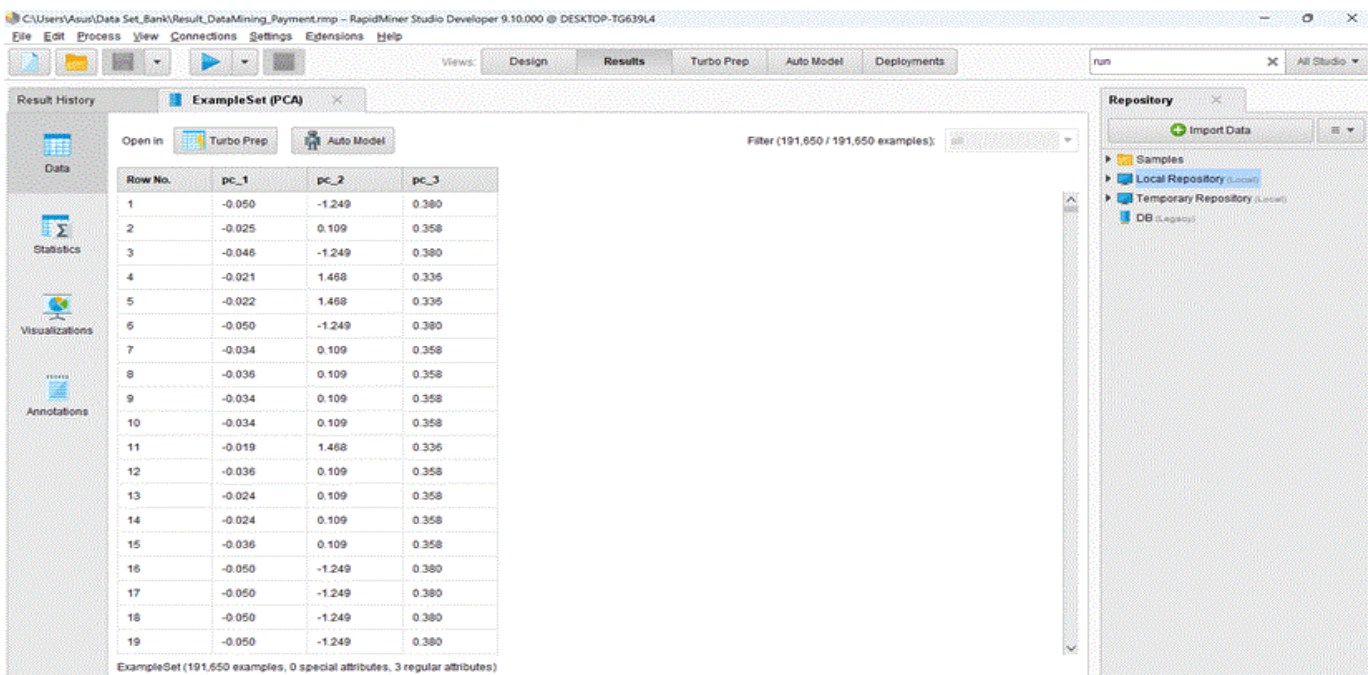 C:\Users\Asus\Data Set_Bank\Result_DataMining_Payment.rmp – RapidMiner Studio Developer 9.10.000 @ DESKTOP-TG639L4
File Edit Process View Connections Settings Extensions Help
Views: Design Results Turbo Prep Auto Model Deployments run All Studio
Result History ExampleSet (PCA) Repository
Open in Turbo Prep Auto Model Filter (191,650 / 191,650 examples): all Import Data
Data
Statistics
Visualizations
Annotations
Row No. pc_1 pc_2 pc_3
1 -0.050 -1.249 0.380
2 -0.025 0.109 0.358
3 -0.046 -1.249 0.380
4 -0.021 1.468 0.336
5 -0.022 1.468 0.336
6 -0.050 -1.249 0.380
7 -0.034 0.109 0.358
8 -0.036 0.109 0.358
9 -0.034 0.109 0.358
10 -0.034 0.109 0.358
11 -0.019 1.468 0.336
12 -0.036 0.109 0.358
13 -0.024 0.109 0.358
14 -0.024 0.109 0.358
15 -0.036 0.109 0.358
16 -0.050 -1.249 0.380
17 -0.050 -1.249 0.380
18 -0.050 -1.249 0.380
19 -0.050 -1.249 0.380
ExampleSet (191,650 examples, 0 special attributes, 3 regular attributes)
Samples
Local Repository (Local)
Temporary Repository (Local)
DB (Legacy)